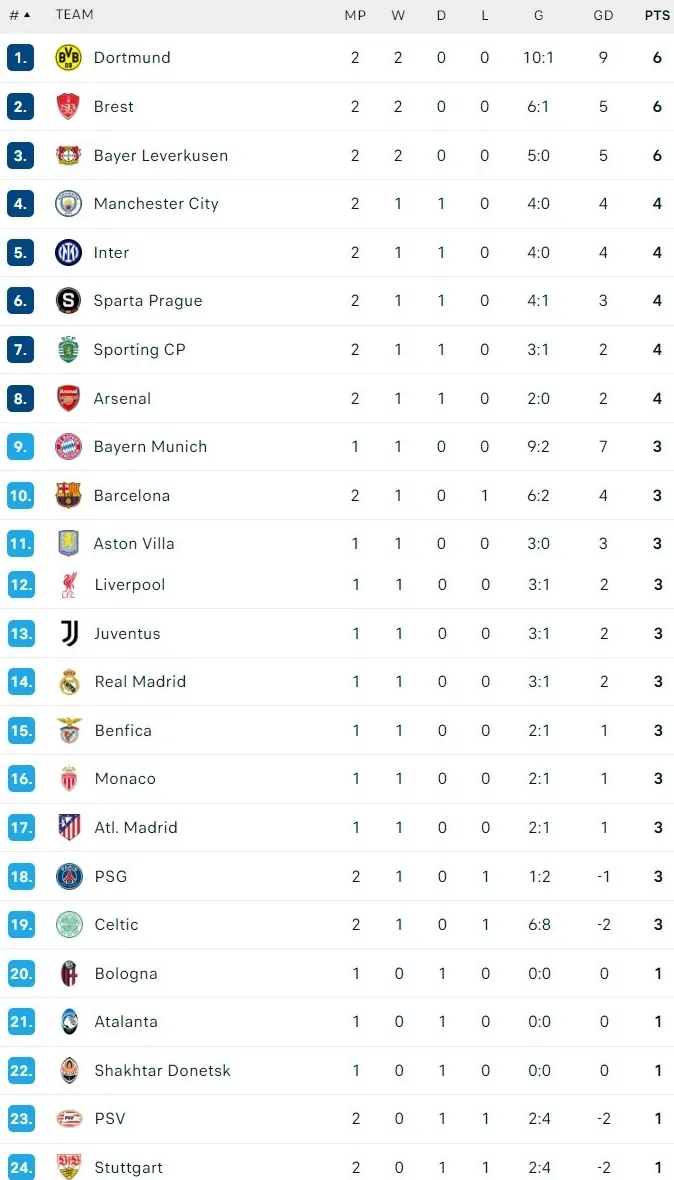 # ▲ TEAM MP W D L G GD PTS
1. Dortmund 2 2 0 0 10:1 9 6
2. Brest 2 2 0 0 6:1 5 6
3. Bayer Leverkusen 2 2 0 0 5:0 5 6
4. Manchester City 2 1 1 0 4:0 4 4
5. Inter 2 1 1 0 4:0 4 4
6. Sparta Prague 2 1 1 0 4:1 3 4
7. Sporting CP 2 1 1 0 3:1 2 4
8. Arsenal 2 1 1 0 2:0 2 4
9. Bayern Munich 1 1 0 0 9:2 7 3
10. Barcelona 2 1 0 1 6:2 4 3
11. Aston Villa 1 1 0 0 3:0 3 3
12. Liverpool 1 1 0 0 3:1 2 3
13. Juventus 1 1 0 0 3:1 2 3
14. Real Madrid 1 1 0 0 3:1 2 3
15. Benfica 1 1 0 0 2:1 1 3
16. Monaco 1 1 0 0 2:1 1 3
17. Atl. Madrid 1 1 0 0 2:1 1 3
18. PSG 2 1 0 1 1:2 -1 3
19. Celtic 2 1 0 1 6:8 -2 3
20. Bologna 1 0 1 0 0:0 0 1
21. Atalanta 1 0 1 0 0:0 0 1
22. Shakhtar Donetsk 1 0 1 0 0:0 0 1
23. PSV 2 0 1 1 2:4 -2 1
24. Stuttgart 2 0 1 1 2:4 -2 1